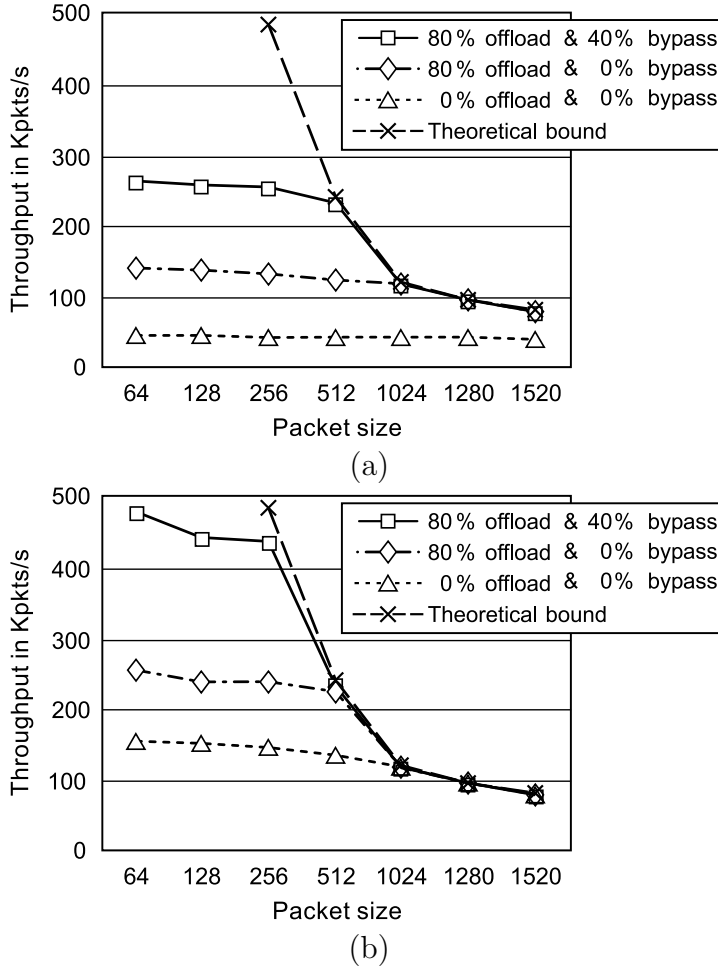 500
400
300
200
100
0
Throughput in Kpkts/s
80% offload & 40% bypass
80% offload & 0% bypass
0% offload & 0% bypass
Theoretical bound
64 128 256 512 1024 1280 1520
Packet size
(a)
500
400
300
200
100
0
Throughput in Kpkts/s
80% offload & 40% bypass
80% offload & 0% bypass
0% offload & 0% bypass
Theoretical bound
64 128 256 512 1024 1280 1520
Packet size
(b)